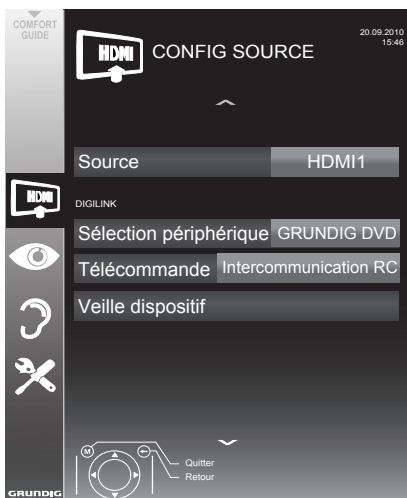 COMFORT
GUIDE
HDMI
CONFIG SOURCE
20.09.2010
15:46
Source HDMI1
HDMI
DIGILINK
Sélection périphérique GRUNDIG DVD
Télécommande Intercommunication RC
Veille dispositif
M
Quitter
Retour
GRUNDIG